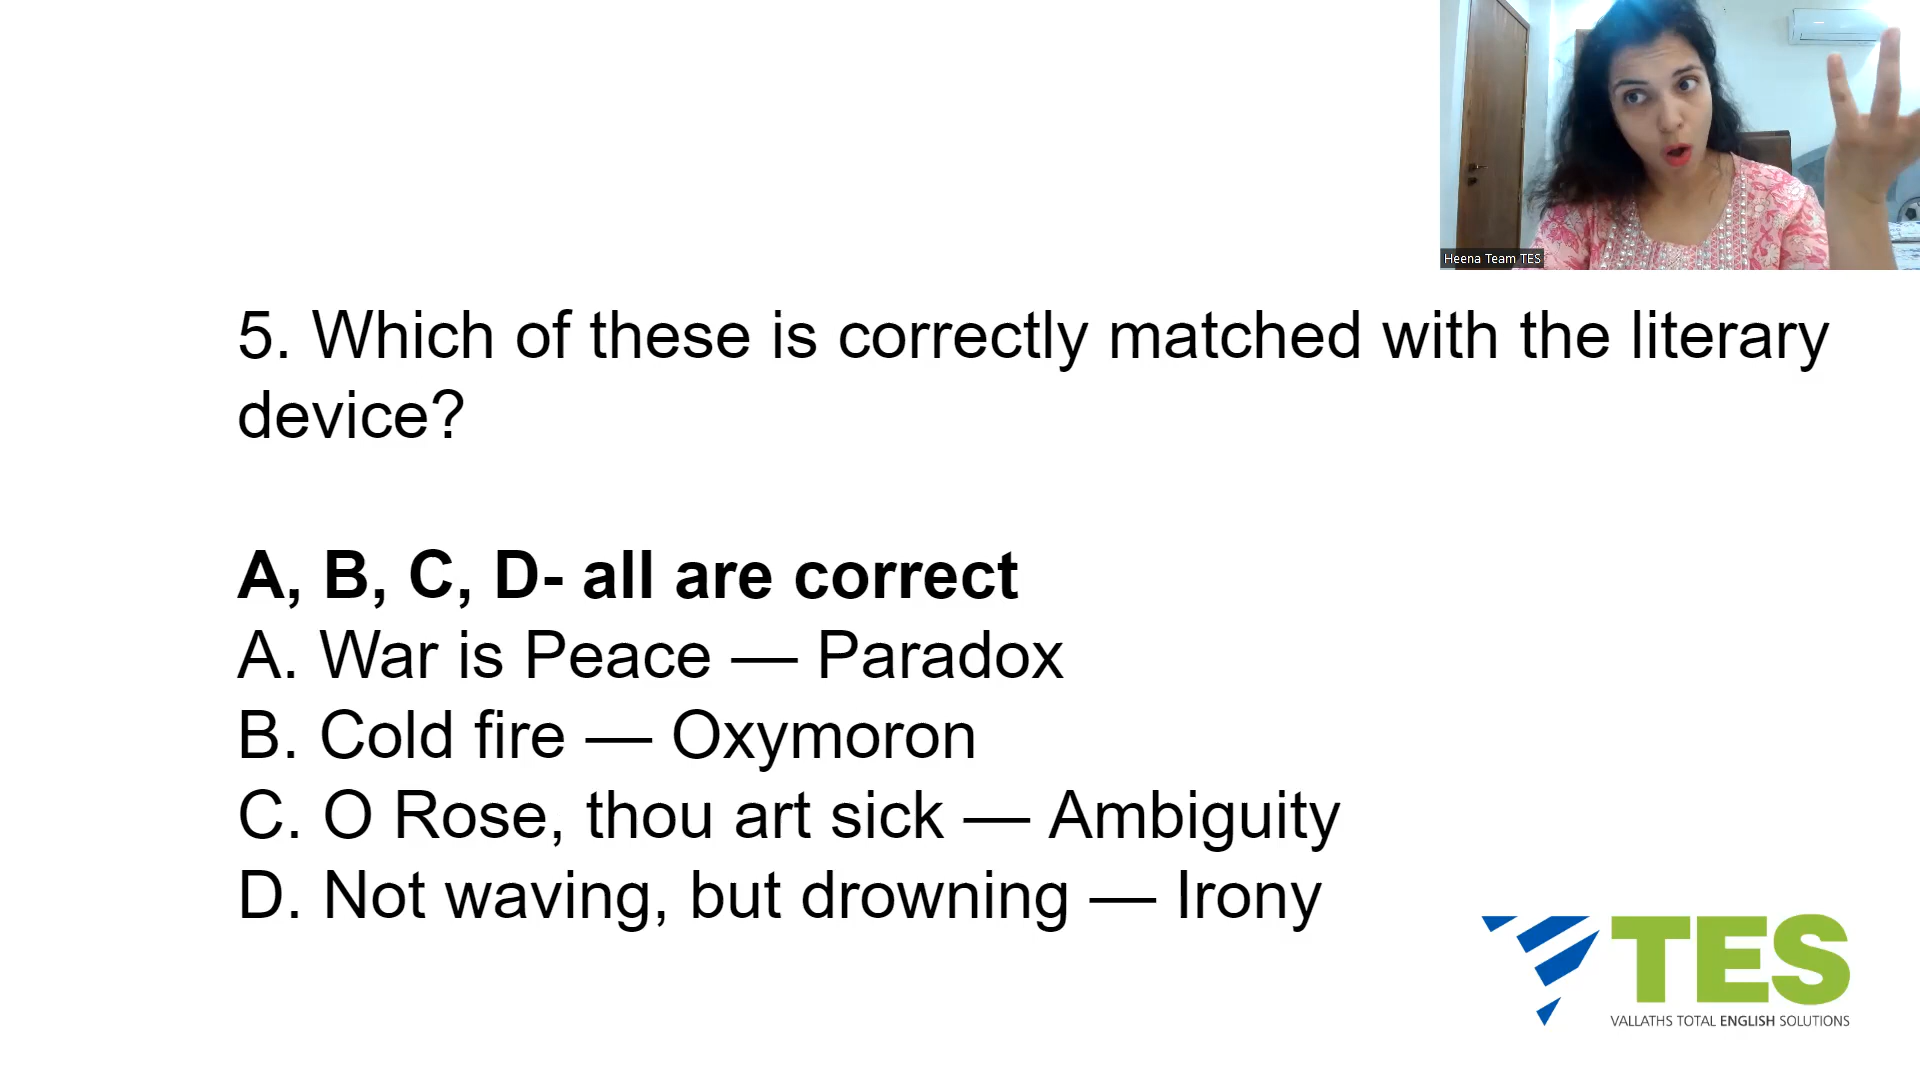 Heena Team TES
5. Which of these is correctly matched with the literary
device?
A, B, C, D- all are correct
A. War is Peace — Paradox
B. Cold fire — Oxymoron
C. O Rose, thou art sick — Ambiguity
D. Not waving, but drowning — Irony
TES
VALLATHS TOTAL ENGLISH SOLUTIONS